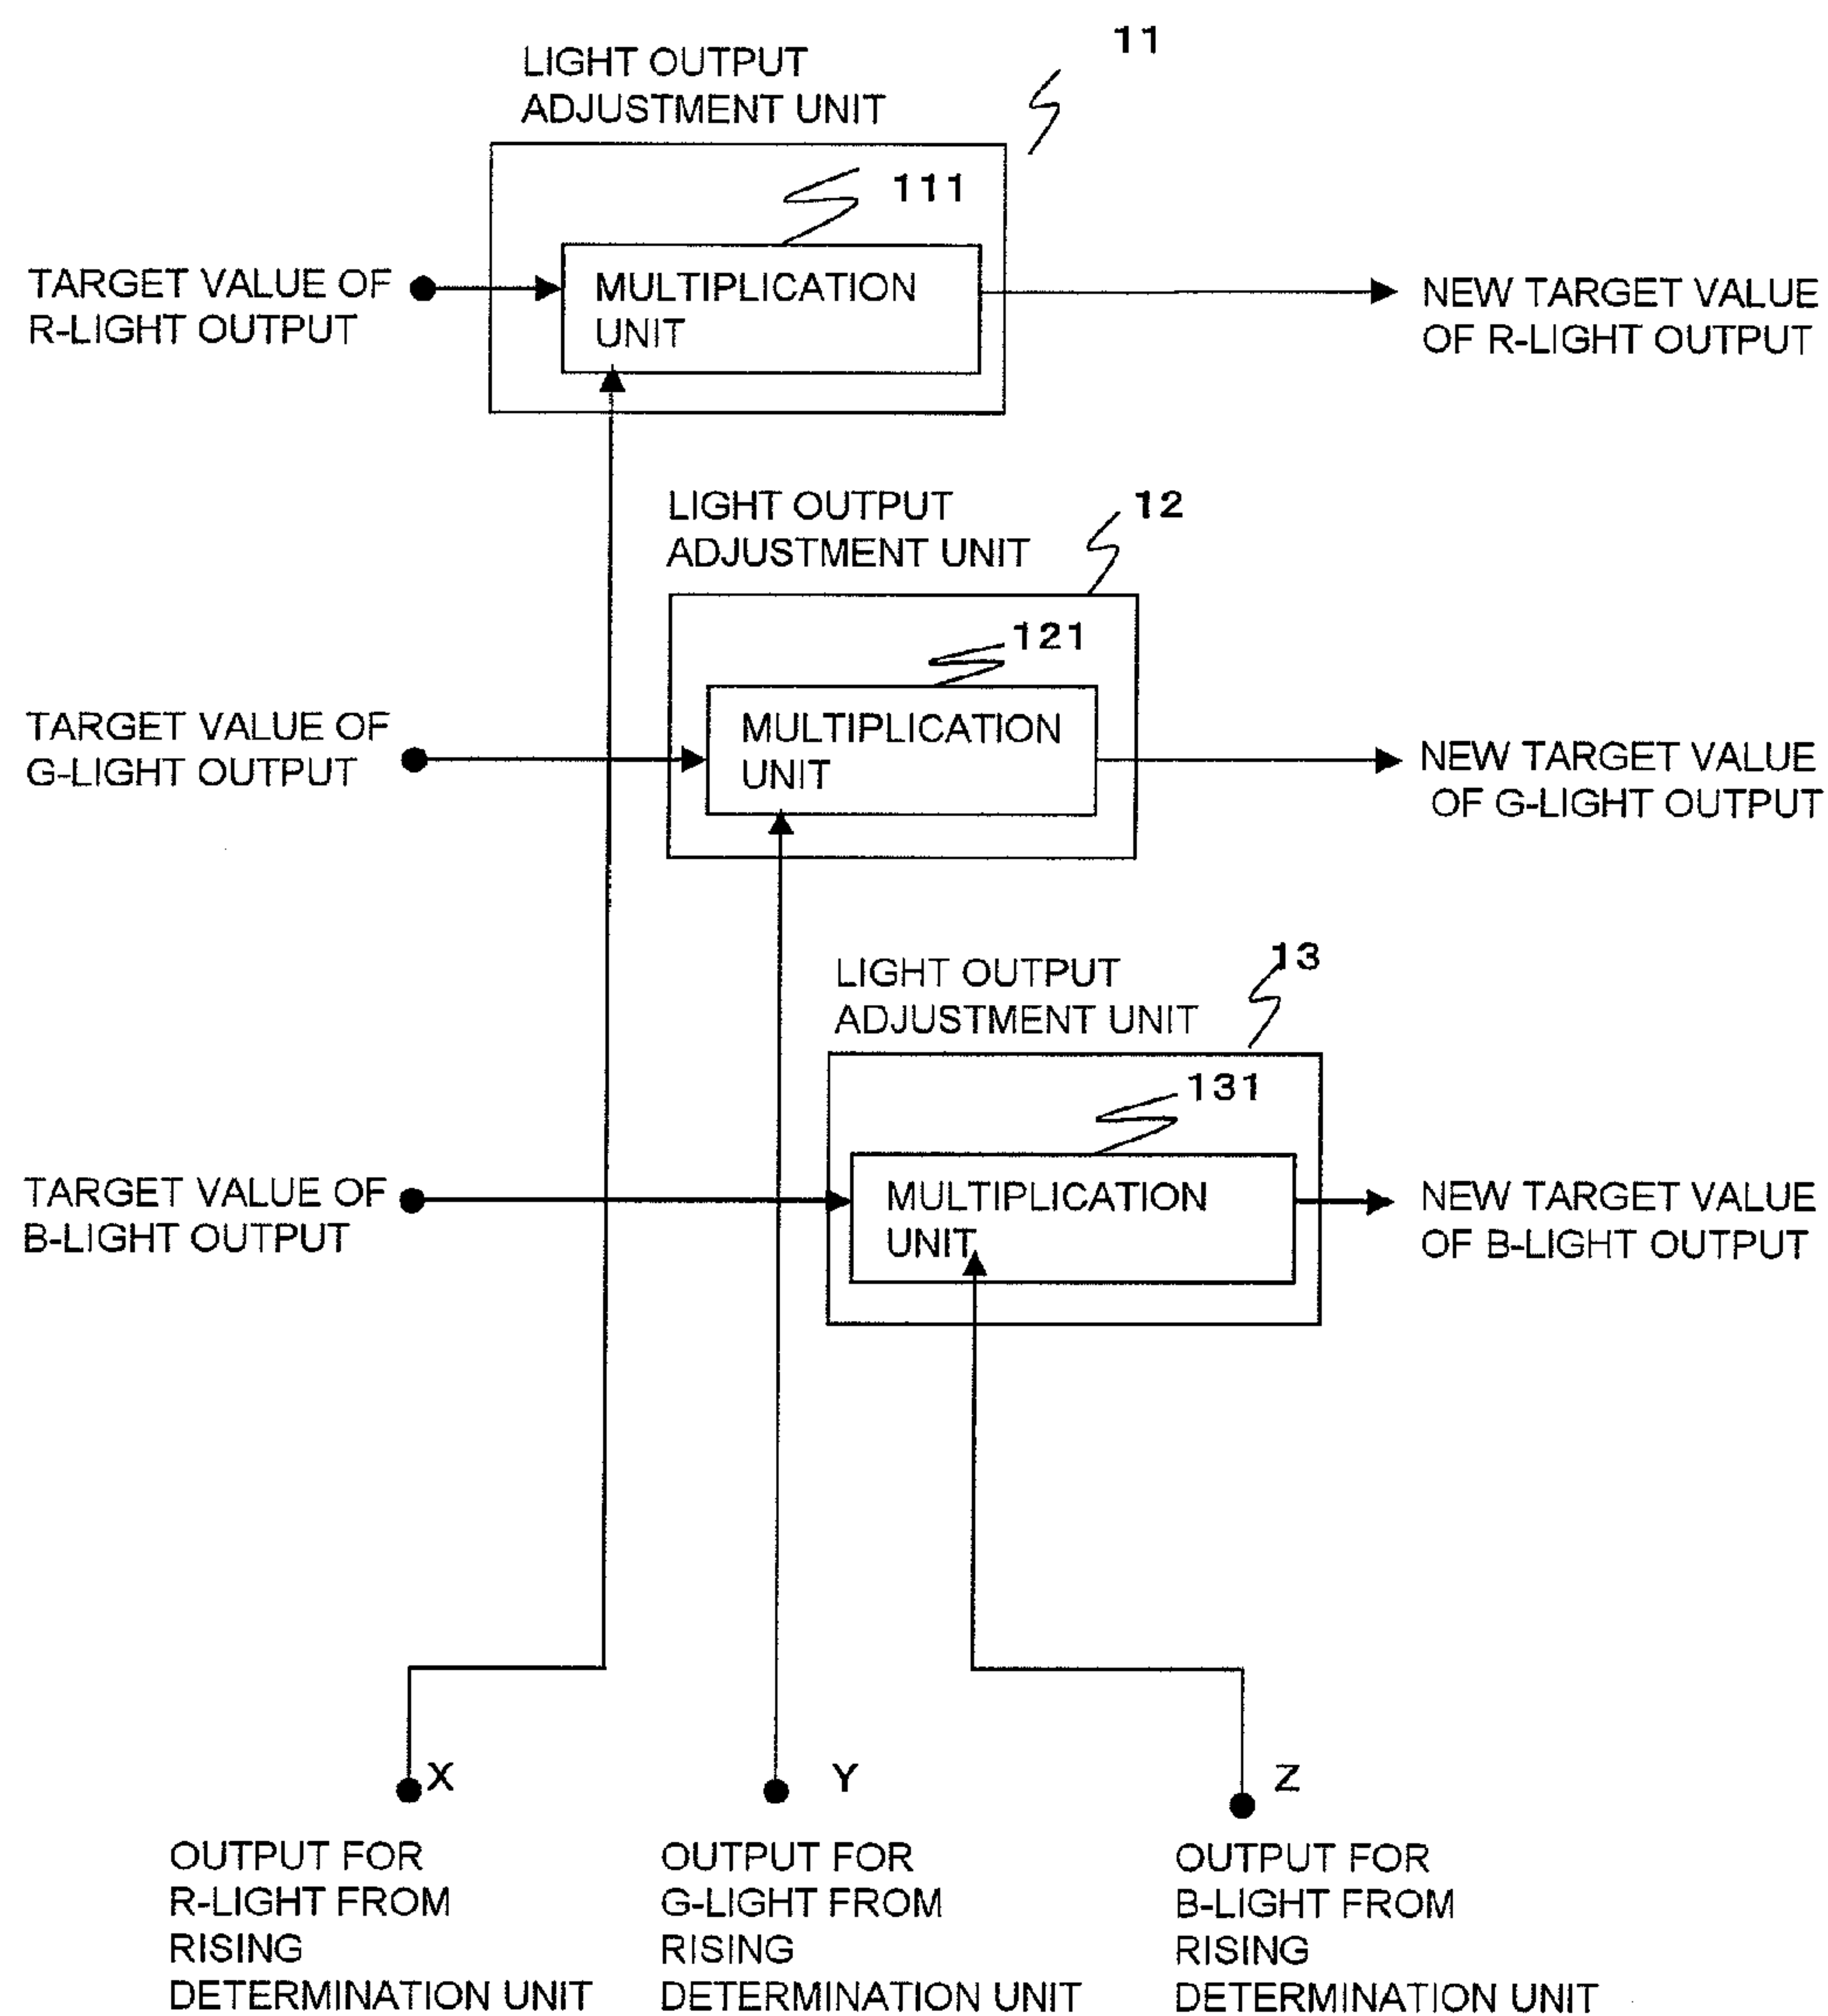 11
LIGHT OUTPUT
ADJUSTMENT UNIT
111
TARGET VALUE OF
R-LIGHT OUTPUT
MULTIPLICATION
UNIT
NEW TARGET VALUE
OF R-LIGHT OUTPUT
LIGHT OUTPUT
ADJUSTMENT UNIT
12
121
TARGET VALUE OF
G-LIGHT OUTPUT
MULTIPLICATION
UNIT
NEW TARGET VALUE
OF G-LIGHT OUTPUT
LIGHT OUTPUT
ADJUSTMENT UNIT
13
131
TARGET VALUE OF
B-LIGHT OUTPUT
MULTIPLICATION
UNIT
NEW TARGET VALUE
OF B-LIGHT OUTPUT
X
OUTPUT FOR
R-LIGHT FROM
RISING
DETERMINATION UNIT
Y
OUTPUT FOR
G-LIGHT FROM
RISING
DETERMINATION UNIT
Z
OUTPUT FOR
B-LIGHT FROM
RISING
DETERMINATION UNIT